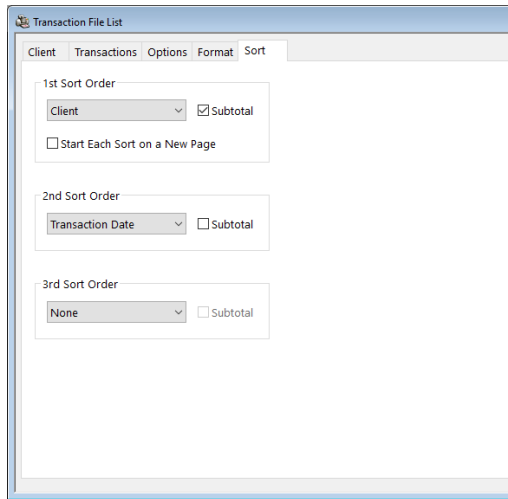 Transaction File List
Client Transactions Options Format Sort
1st Sort Order
Client Subtotal
Start Each Sort on a New Page
2nd Sort Order
Transaction Date Subtotal
3rd Sort Order
None Subtotal